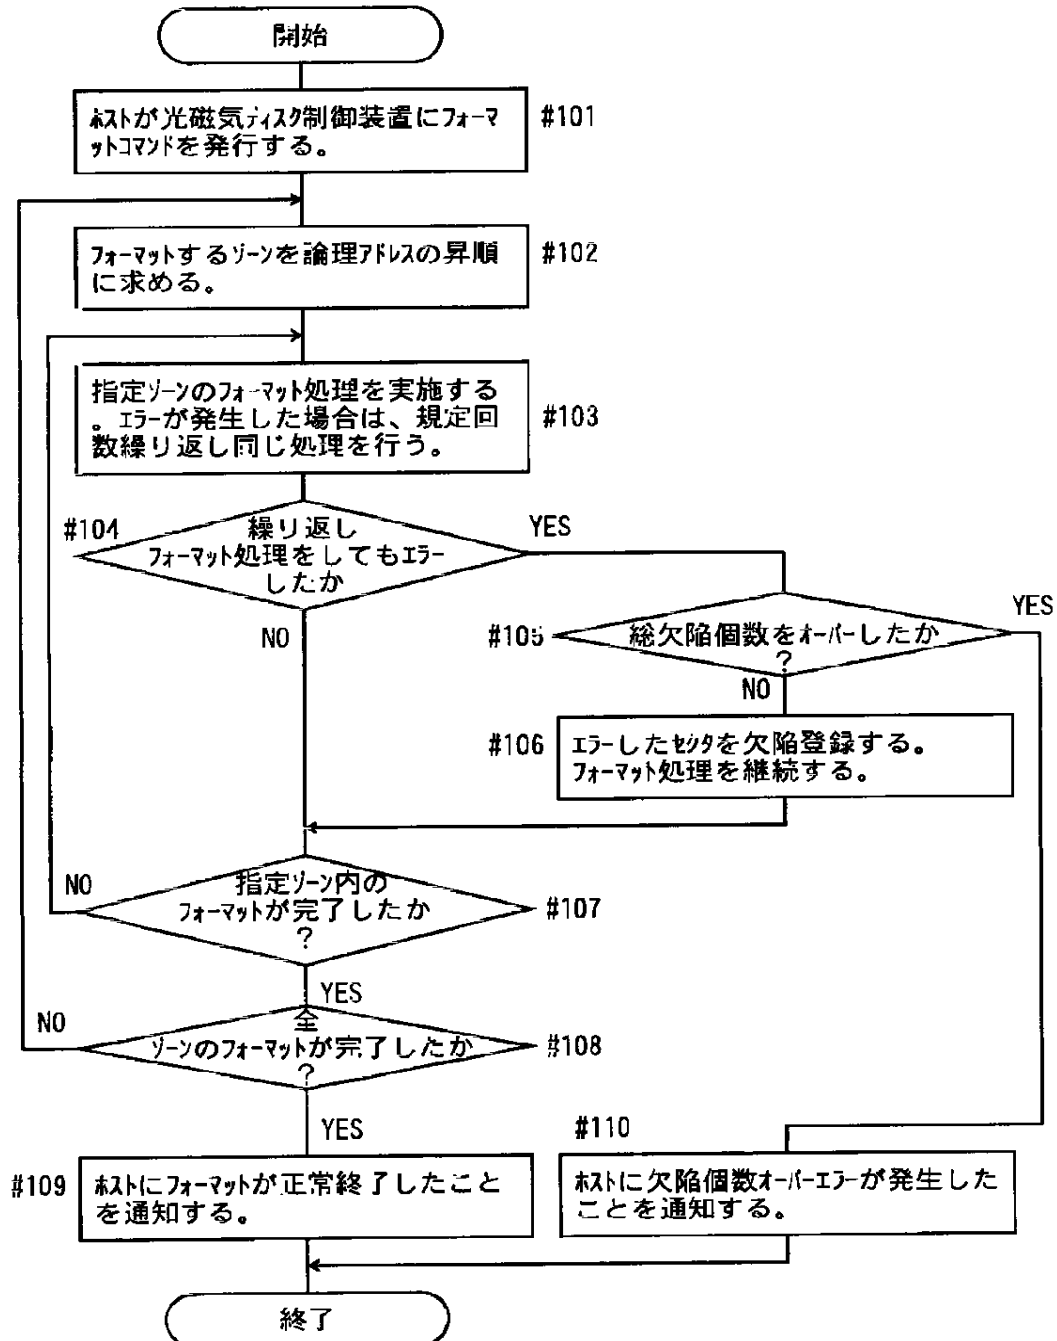 開始
ホストが光磁気ディスク制御装置にフォーマ
ットコマンドを発行する。
#101
フォーマットするゾーンを論理アドレスの昇順
に求める。
#102
指定ゾーンのフォーマット処理を実施する
。エラーが発生した場合は、規定回
数繰り返し同じ処理を行う。
#103
#104
繰り返し
フォーマット処理をしてもエラー
したか
YES
NO
#105
総欠陥個数をオーバーしたか
?
YES
NO
#106
エラーしたセクタを欠陥登録する。
フォーマット処理を継続する。
NO
指定ゾーン内の
フォーマットが完了したか
?
#107
YES
NO
全
ゾーンのフォーマットが完了したか
?
#108
YES
#110
#109
ホストにフォーマットが正常終了したこと
を通知する。
ホストに欠陥個数オーバーエラーが発生した
ことを通知する。
終了